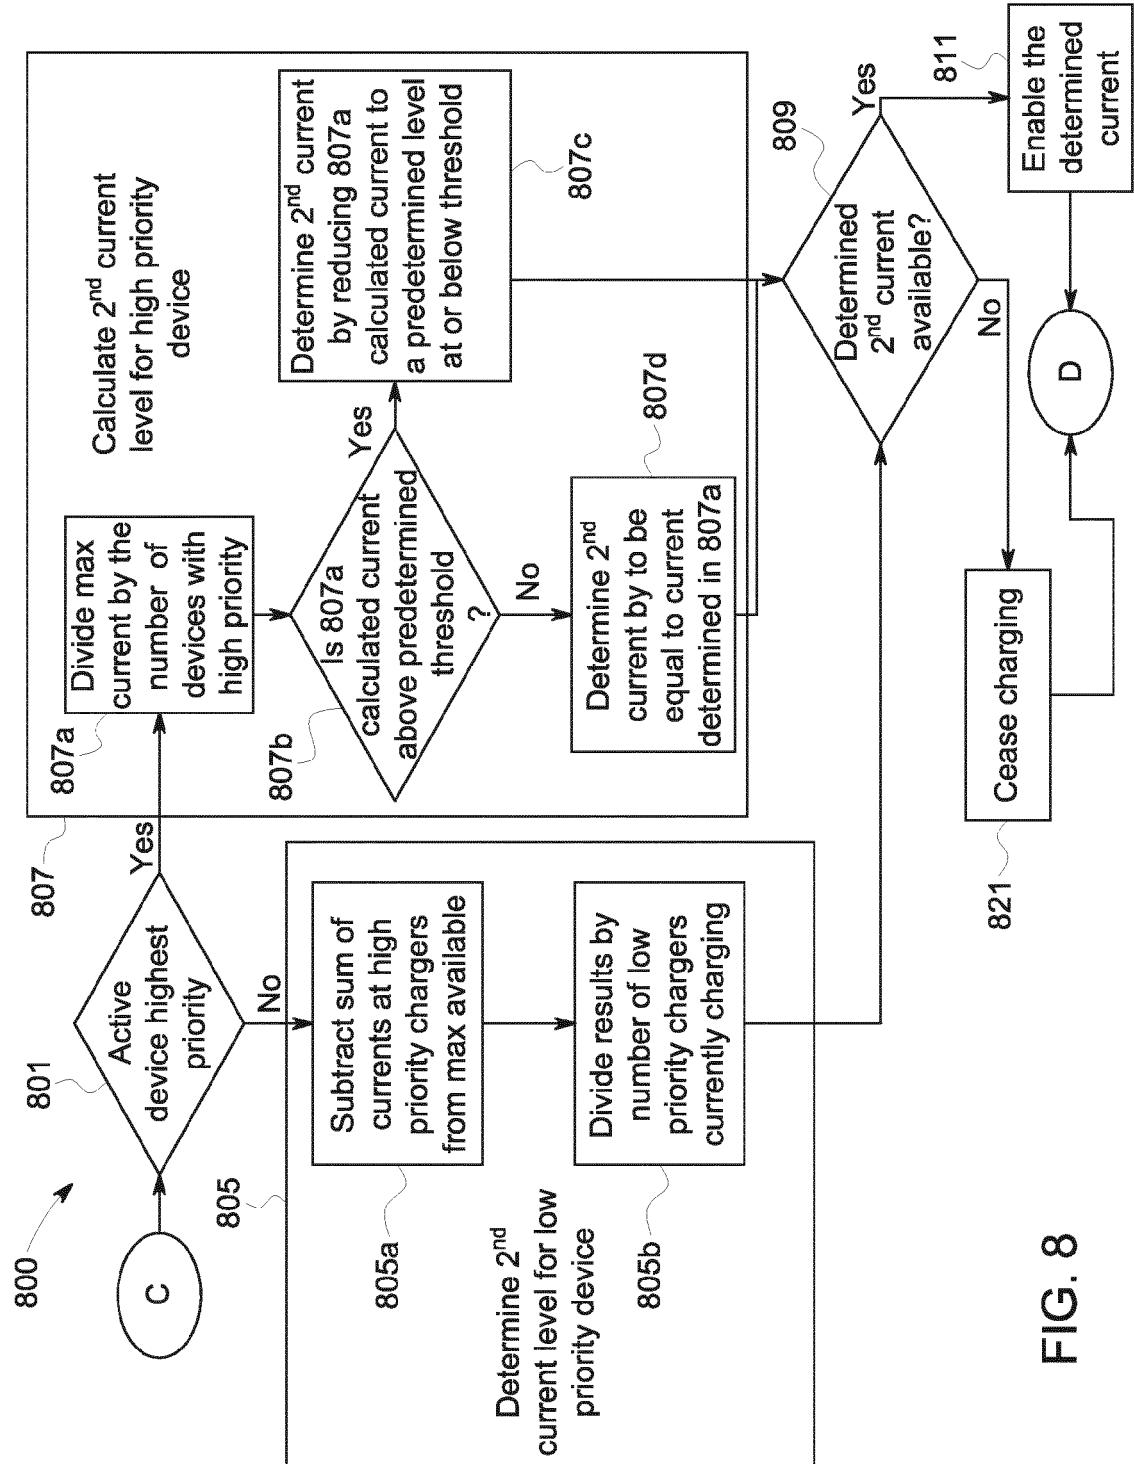 800
C
801
Active
device highest
priority
Yes
No
807
Calculate 2nd current
level for high priority
device
807a
Divide max
current by the
number of
devices with
high priority
807b
Is 807a
calculated current
above predetermined
threshold
?
Yes
No
Determine 2nd current
by reducing 807a
calculated current to
a predetermined level
at or below threshold
807c
807d
Determine 2nd
current by to be
equal to current
determined in 807a
805
Determine 2nd
current level for low
priority device
805a
Subtract sum of
currents at high
priority chargers
from max available
805b
Divide results by
number of low
priority chargers
currently charging
809
Determined
2nd current
available?
Yes
No
811
Enable the
determined
current
D
821
Cease charging
FIG. 8